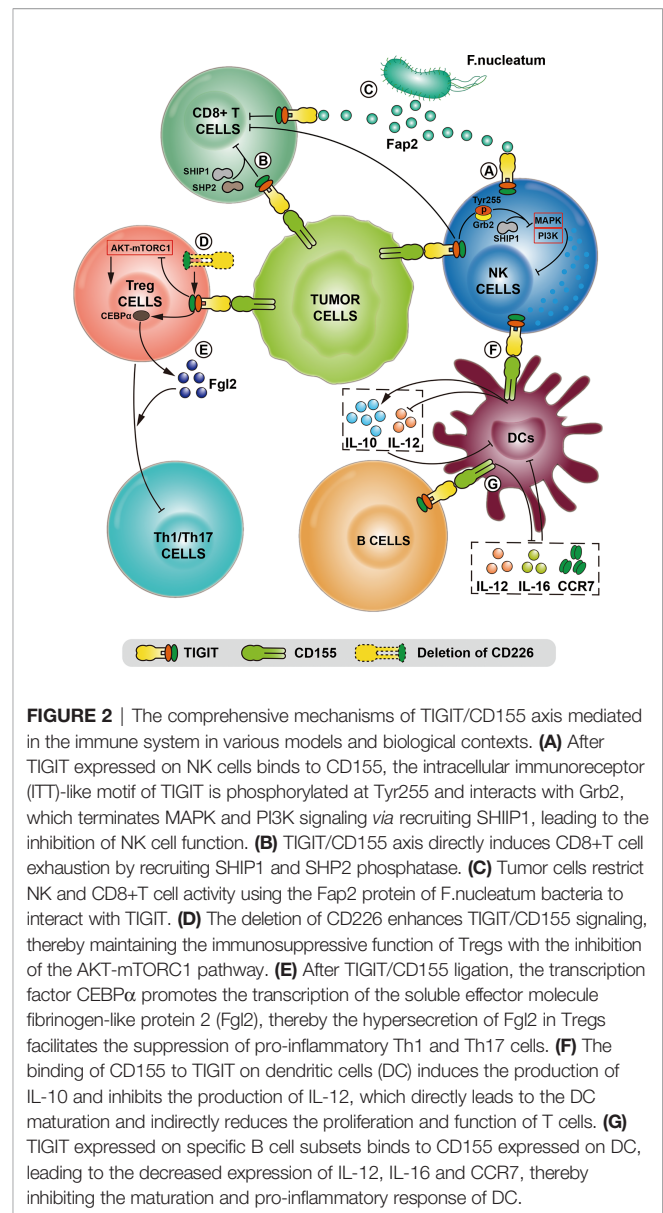 F.nucleatum
C
CD8+ T
CELLS
Fap2
A
B
SHIP1
SHP2
Tyr255
P
Grb2
MAPK
SHIP1
PI3K
NK
CELLS
D
AKT-mTORC1
Treg
CELLS
CEBPα
TUMOR
CELLS
E
Fgl2
F
IL-10 IL-12
DCs
G
Th1/Th17
CELLS
B CELLS
IL-12 IL-16 CCR7
TIGIT CD155 Deletion of CD226
FIGURE 2 | The comprehensive mechanisms of TIGIT/CD155 axis mediated
in the immune system in various models and biological contexts. (A) After
TIGIT expressed on NK cells binds to CD155, the intracellular immunoreceptor
(ITT)-like motif of TIGIT is phosphorylated at Tyr255 and interacts with Grb2,
which terminates MAPK and PI3K signaling via recruiting SHIIP1, leading to the
inhibition of NK cell function. (B) TIGIT/CD155 axis directly induces CD8+T cell
exhaustion by recruiting SHIP1 and SHP2 phosphatase. (C) Tumor cells restrict
NK and CD8+T cell activity using the Fap2 protein of F.nucleatum bacteria to
interact with TIGIT. (D) The deletion of CD226 enhances TIGIT/CD155 signaling,
thereby maintaining the immunosuppressive function of Tregs with the inhibition
of the AKT-mTORC1 pathway. (E) After TIGIT/CD155 ligation, the transcription
factor CEBPα promotes the transcription of the soluble effector molecule
fibrinogen-like protein 2 (Fgl2), thereby the hypersecretion of Fgl2 in Tregs
facilitates the suppression of pro-inflammatory Th1 and Th17 cells. (F) The
binding of CD155 to TIGIT on dendritic cells (DC) induces the production of
IL-10 and inhibits the production of IL-12, which directly leads to the DC
maturation and indirectly reduces the proliferation and function of T cells. (G)
TIGIT expressed on specific B cell subsets binds to CD155 expressed on DC,
leading to the decreased expression of IL-12, IL-16 and CCR7, thereby
inhibiting the maturation and pro-inflammatory response of DC.